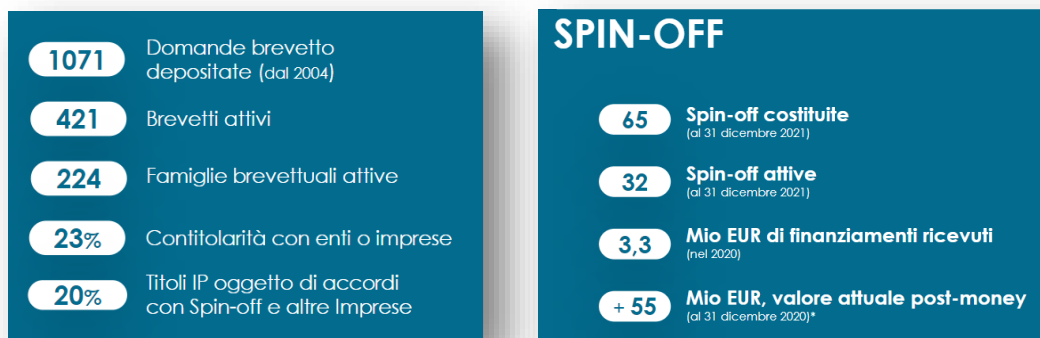 1071 Domande brevetto
depositate (dal 2004)
421 Brevetti attivi
224 Famiglie brevettuali attive
23% Contitolarità con enti o imprese
20% Titoli IP oggetto di accordi
con Spin-off e altre Imprese
SPIN-OFF
65 Spin-off costituite
(al 31 dicembre 2021)
32 Spin-off attive
(al 31 dicembre 2021)
3,3 Mio EUR di finanziamenti ricevuti
(nel 2020)
+ 55 Mio EUR, valore attuale post-money
(al 31 dicembre 2020)*